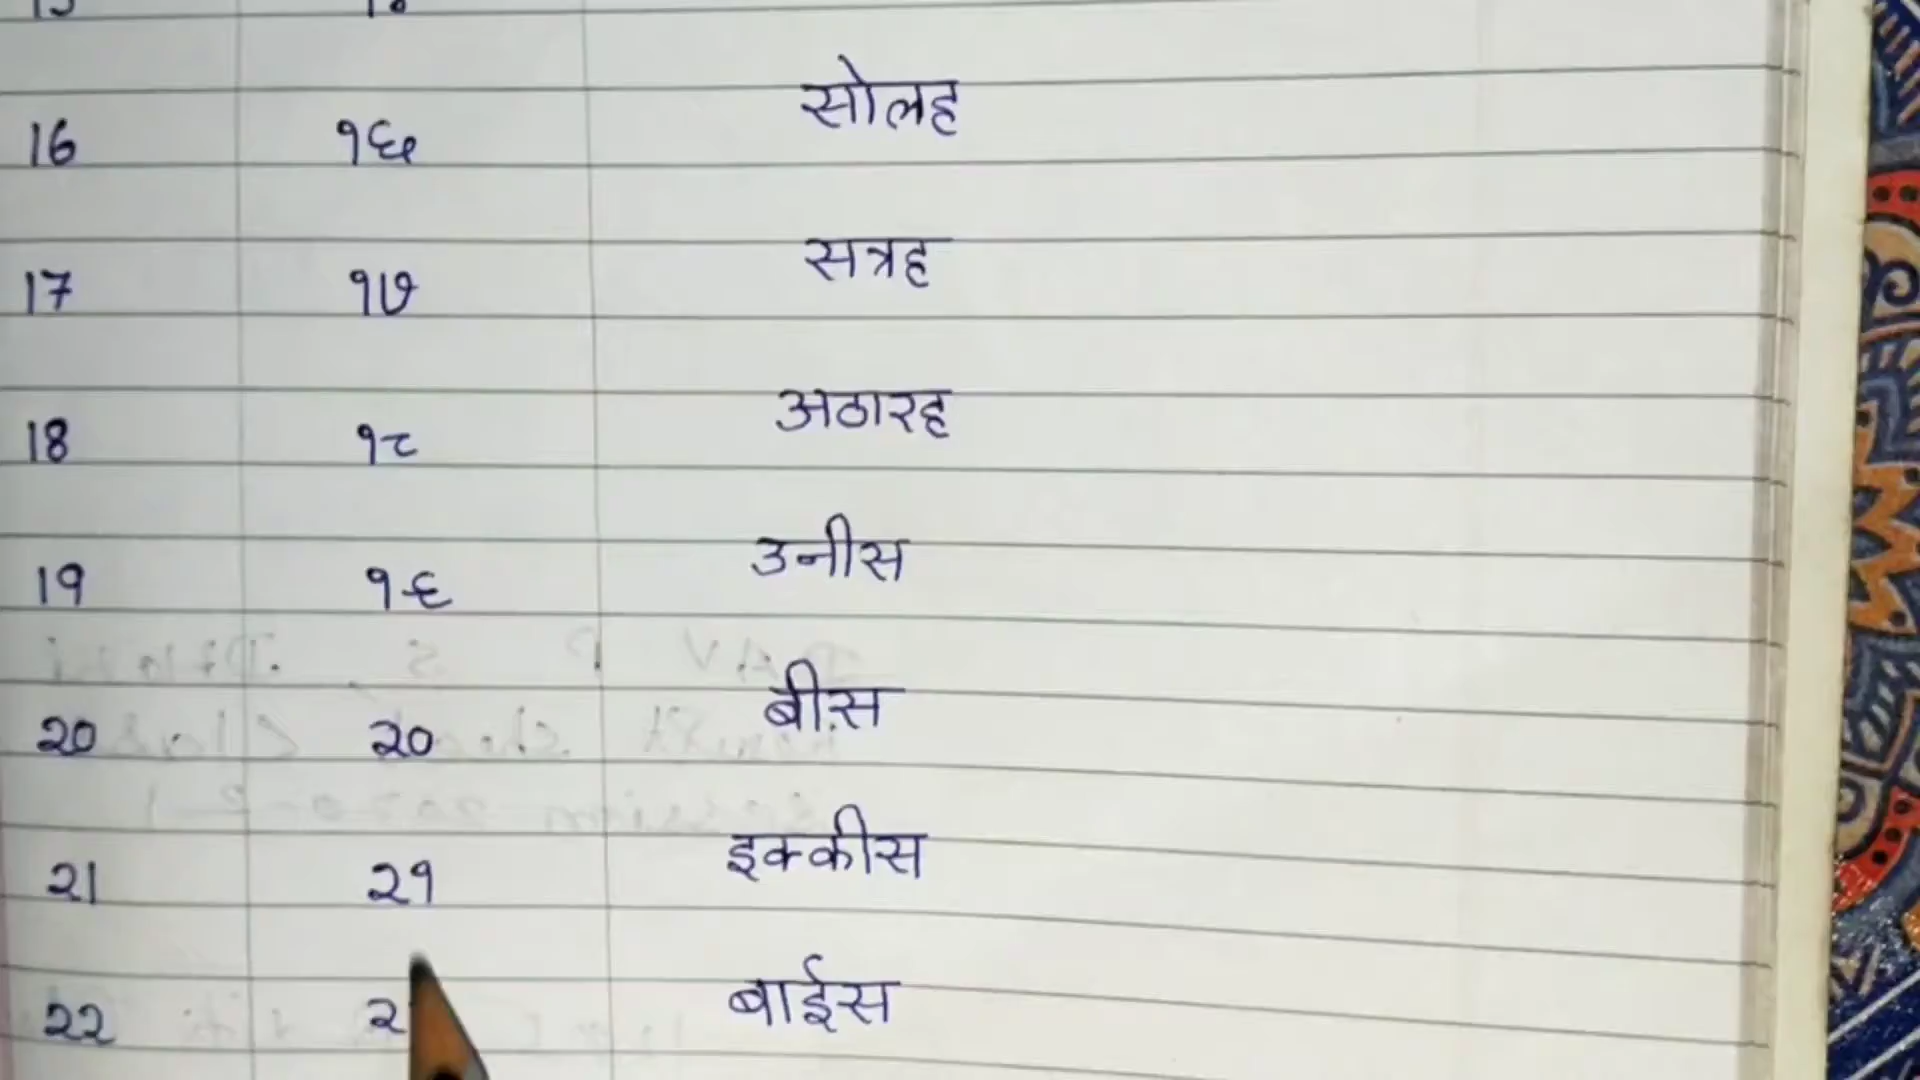 16 १६ सोलह
17 १७ सत्रह
18 १८ अठारह
19 १९ उनीस
20 २० बीस
21 २१ इक्कीस
22 २ बाईस